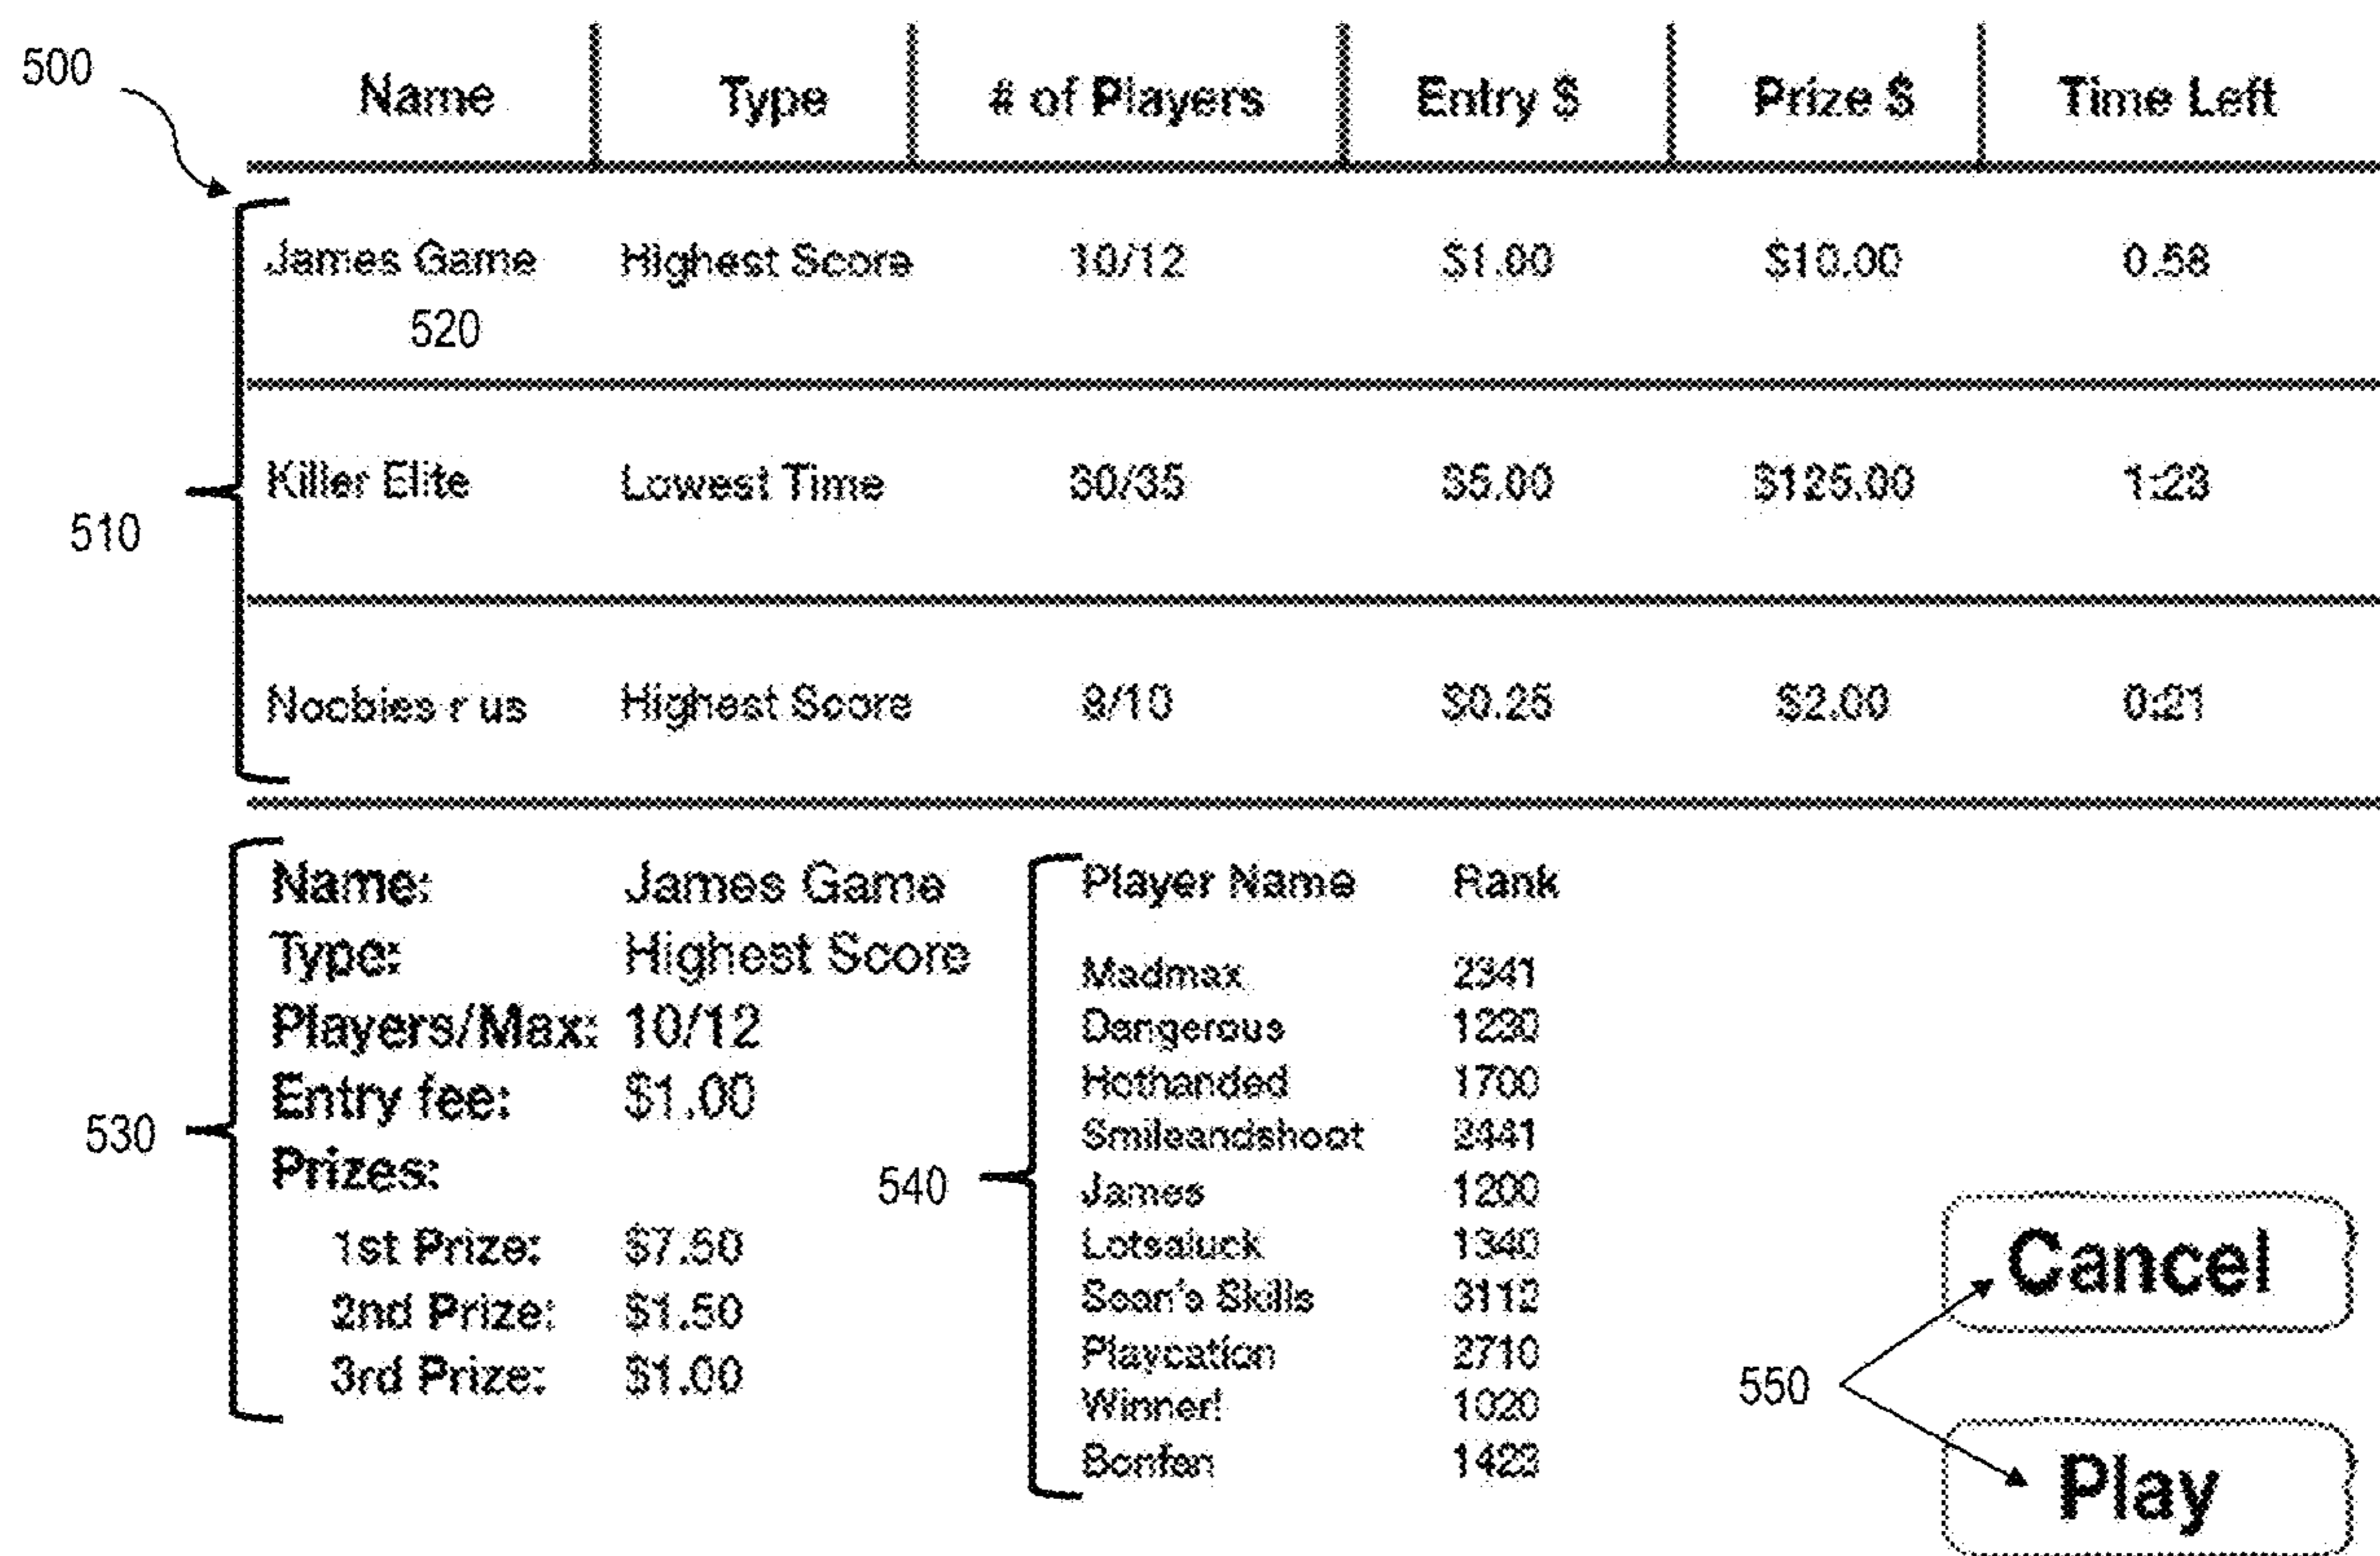 500
Name Type # of Players Entry $ Prize $ Time Left
James Game Highest Score 10/12 $1.00 $10.00 0:58
520
Killer Elite Lowest Time 30/35 $5.00 $125.00 1:23
510
Noobies r us Highest Score $0.25 $2.00 0:21
Name: James Game
Type: Highest Score
Players/Max: 10/12
Entry fee: $1.00
530
Prizes:
1st Prize: $7.50
2nd Prize: $1.50
3rd Prize: $1.00
540
Player Name Rank
Madmax 2341
Dangerous
Hothanded 1700
Smileandshoot 2441
James 1200
Lotsaluck 1340
Sean's Skills 3112
Playcation 2710
Winner! 1020
1423
Cancel
550
Play